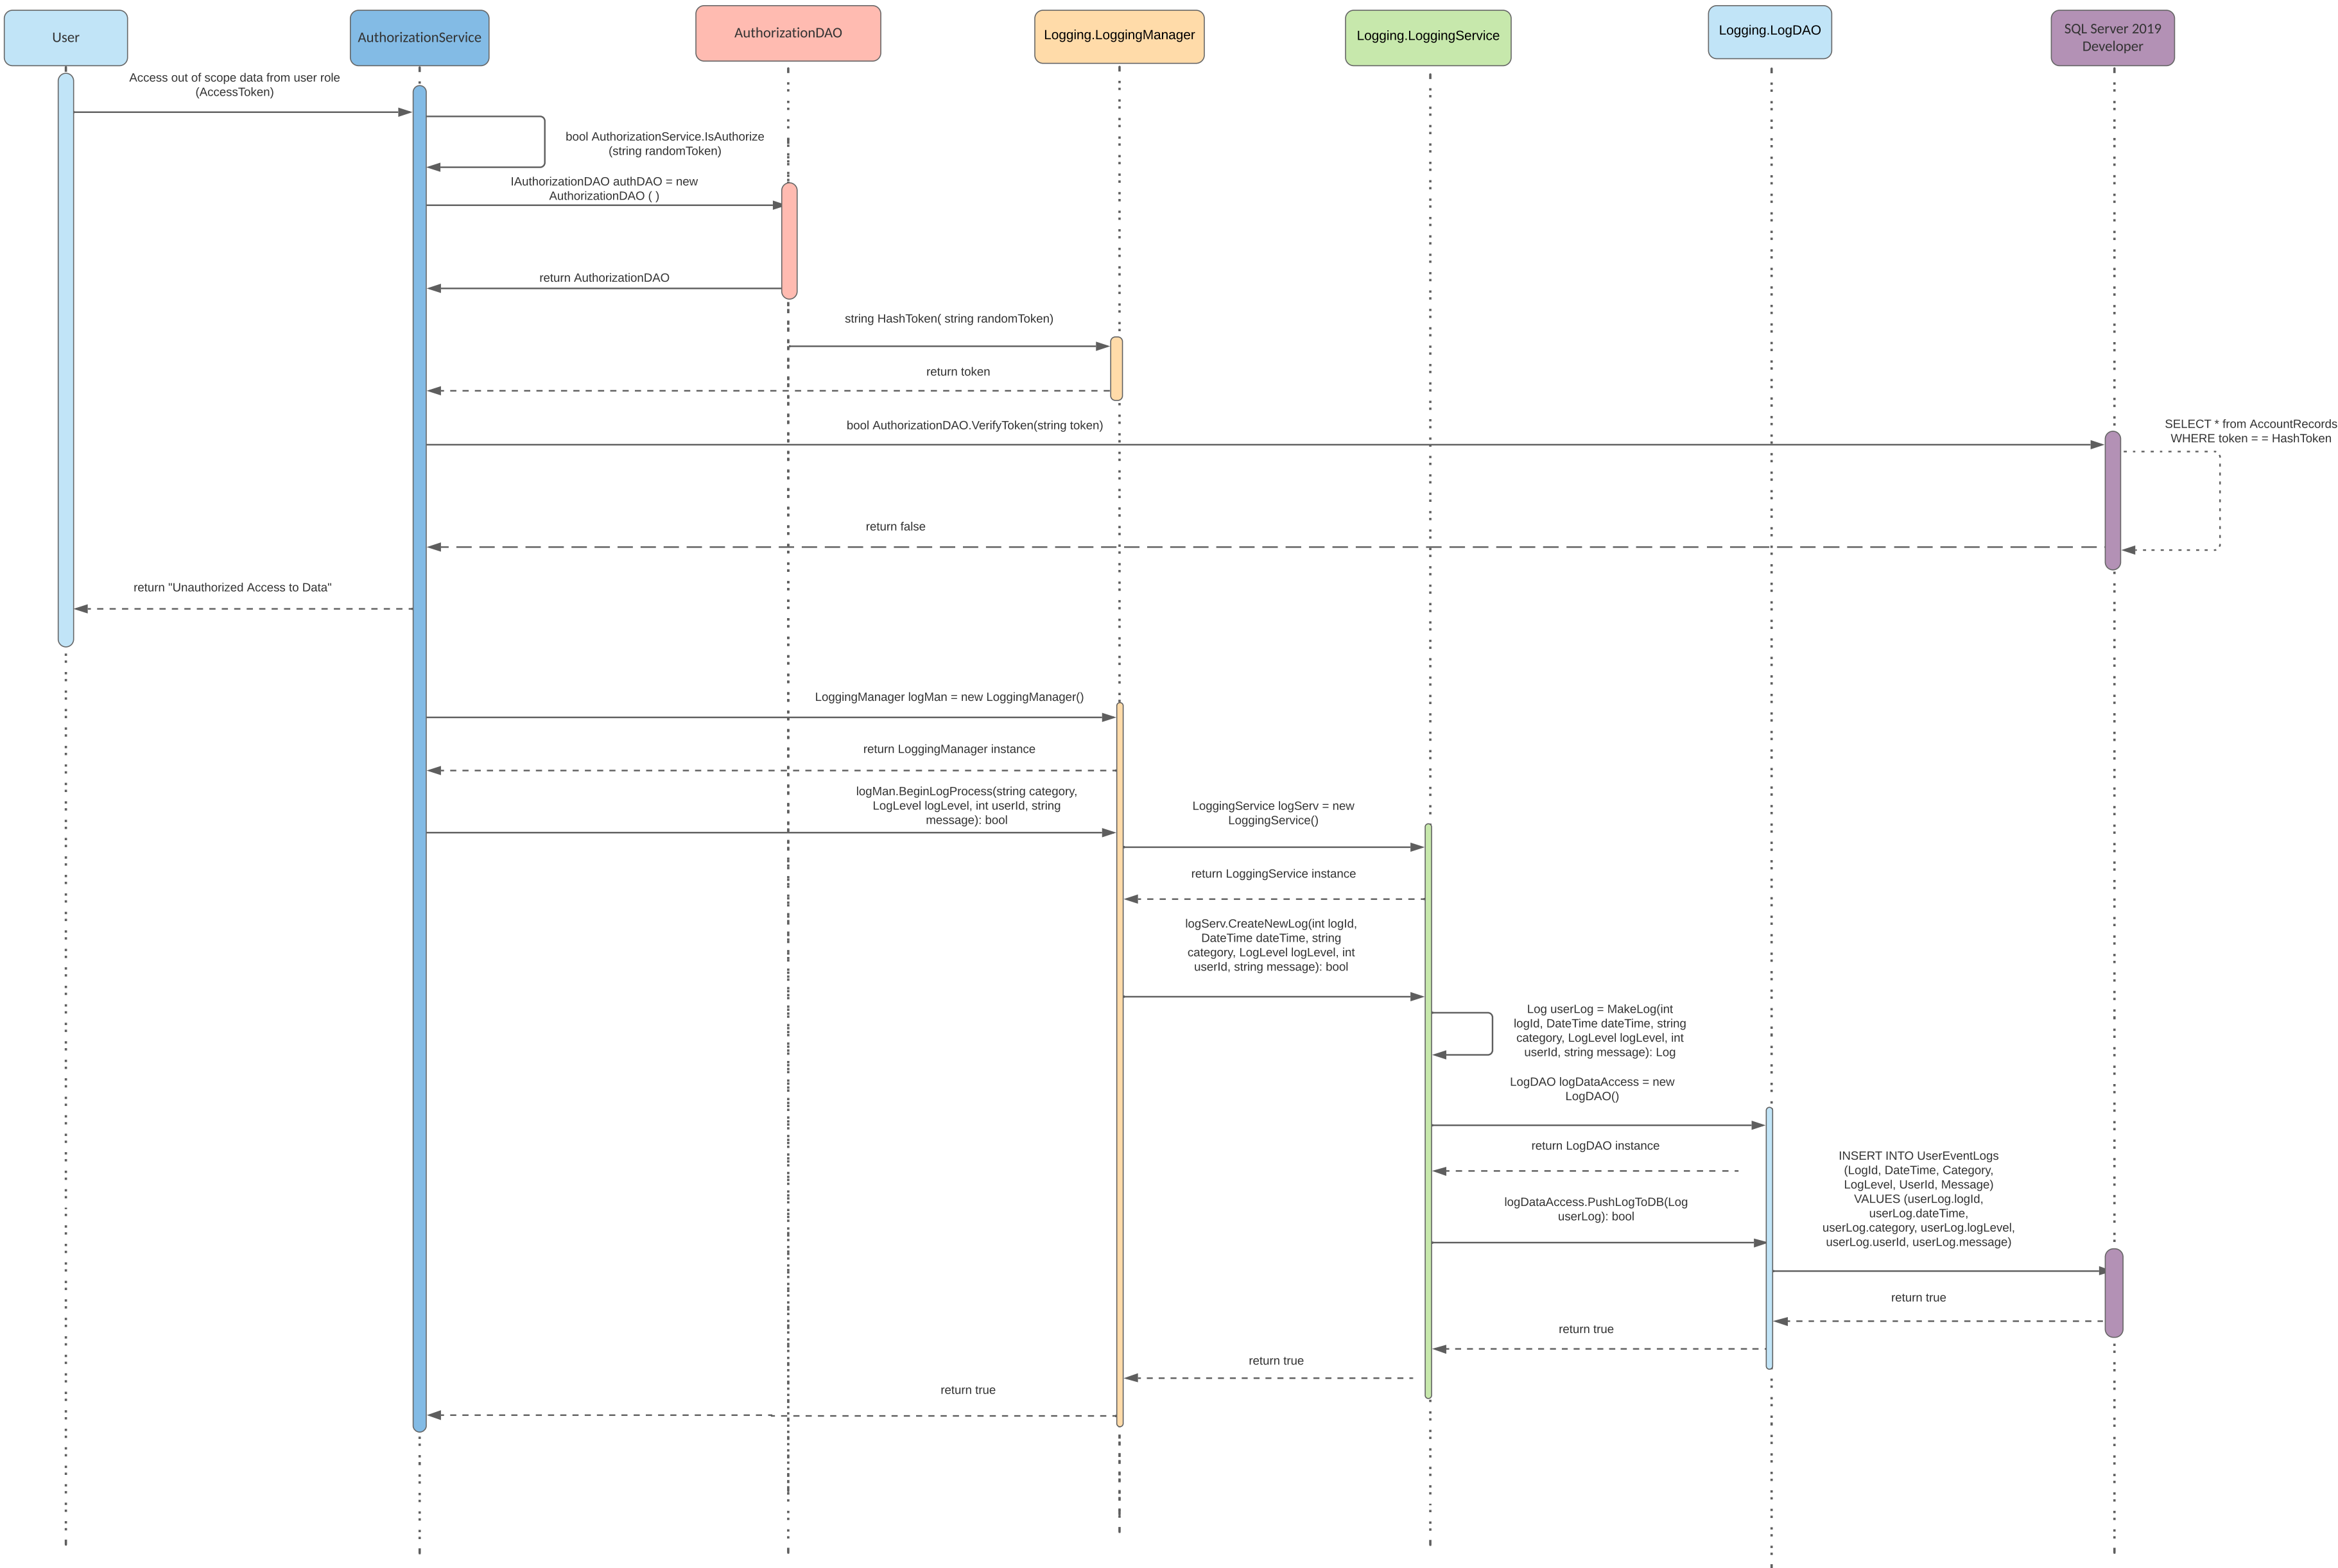 User
AuthorizationService
AuthorizationDAO
Logging.LoggingManager
Logging.LoggingService
Logging.LogDAO
SQL Server 2019
Developer
Access out of scope data from user role
(AccessToken)
bool AuthorizationService.IsAuthorize
(string randomToken)
IAuthorizationDAO authDAO = new
AuthorizationDAO ( )
return AuthorizationDAO
string HashToken( string randomToken)
return token
bool AuthorizationDAO.VerifyToken(string token)
SELECT * from AccountRecords
WHERE token = = HashToken
return false
return "Unauthorized Access to Data"
LoggingManager logMan = new LoggingManager()
return LoggingManager instance
logMan.BeginLogProcess(string category,
LogLevel logLevel, int userId, string
message): bool
LoggingService logServ = new
LoggingService()
return LoggingService instance
logServ.CreateNewLog(int logId,
DateTime dateTime, string
category, LogLevel logLevel, int
userId, string message): bool
Log userLog = MakeLog(int
logId, DateTime dateTime, string
category, LogLevel logLevel, int
userId, string message): Log
LogDAO logDataAccess = new
LogDAO()
return LogDAO instance
logDataAccess.PushLogToDB(Log
userLog): bool
INSERT INTO UserEventLogs
(LogId, DateTime, Category,
LogLevel, UserId, Message)
VALUES (userLog.logId,
userLog.dateTime,
userLog.category, userLog.logLevel,
userLog.userId, userLog.message)
return true
return true
return true
return true